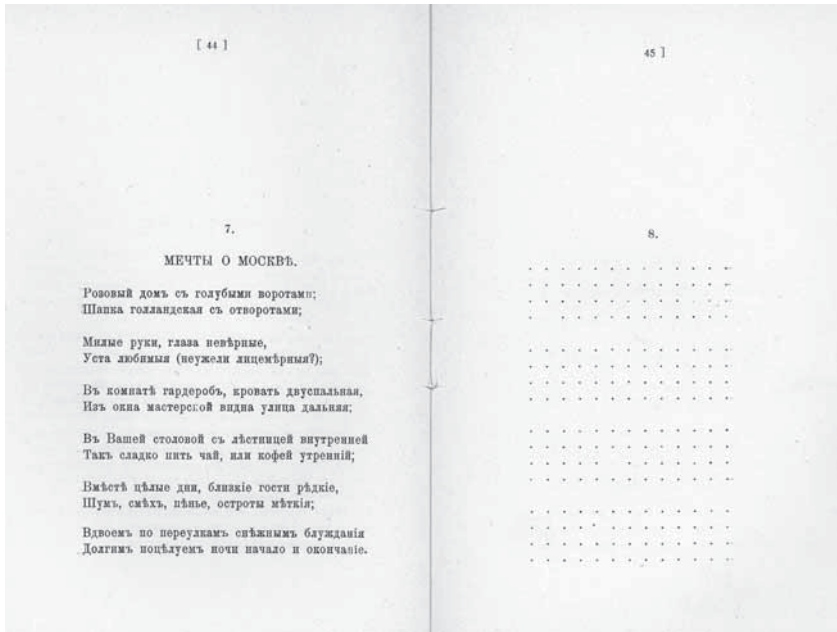 [ 44 ]
7.
МЕЧТЫ О МОСКВѢ.
Розовый домъ съ голубыми воротами;
Шапка голландская съ отворотами;
Милые руки, глаза невѣрные,
Уста любимыя (неужели лицемѣрныя?);
Въ комнатѣ гардеробъ, кровать двуспальная,
Изъ окна мастерской видна улица дальняя;
Въ Вашей столовой съ лѣстницей внутренней
Такъ сладко пить чай, или кофей утренній;
Вмѣстѣ цѣлые дни, близкіе гости рѣдкіе,
Шумъ, смѣхъ, пѣнье, остроты мѣткія;
Вдвоемъ по переулкамъ снѣжнымъ блужданія
Долгимъ поцѣлуемъ ночи начало и окончаніе.
45 ]
8.
. . . . . . . . . . . . .
. . . . . . . . . . . . .
. . . . . . . . . . . .
. . . . . . . . . . . . .
. . . . . . . . . . . . .
. . . . . . . . . . . . .
. . . . . . . . . . . . .
. . . . . . . . . . . . .
. . . . . . . . . . . . .
. . . . . . . . . . . . .
. . . . . . . . . . . . .
. . . . . . . . . . . . .
. . . . . . . . . . . . .
. . . . . . . . . . . . .
. . . . . . . . . . . . .